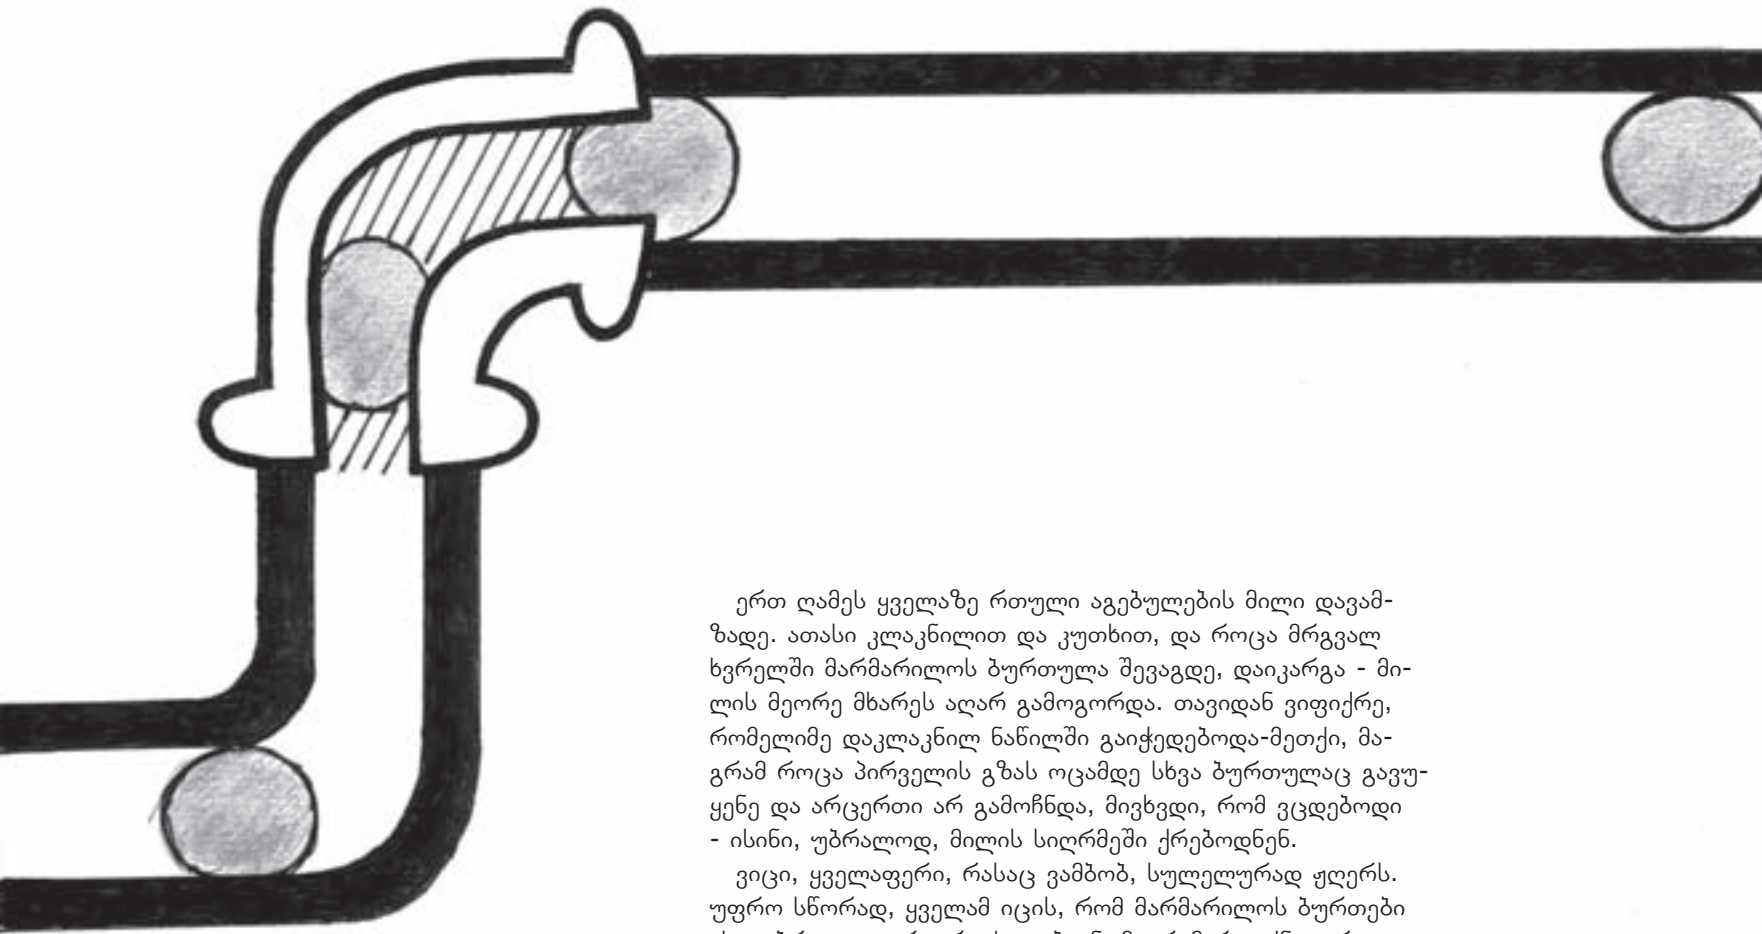 ერთ ღამეს ყველაზე რთული აგებულების მილი დავამ-
ზადე. ათასი კლაკნილით და კუთხით, და როცა მრგვალ
ხვრელში მარმარილოს ბურთულა შევაგდე, დაიკარგა - მი-
ლის მეორე მხარეს აღარ გამოგორდა. თავიდან ვიფიქრე,
რომელიმე დაკლაკნილ ნაწილში გაიჭედებოდა-მეთქი, მა-
გრამ როცა პირველის გზას ოცამდე სხვა ბურთულაც გავუ-
ყენე და არცერთი არ გამოჩნდა, მივხვდი, რომ ვცდებოდი
- ისინი, უბრალოდ, მილის სიღრმეში ქრებოდნენ.
ვიცი, ყველაფერი, რასაც ვამბობ, სულელურად ჟღერს.
უფრო სწორად, ყველამ იცის, რომ მარმარილოს ბურთები